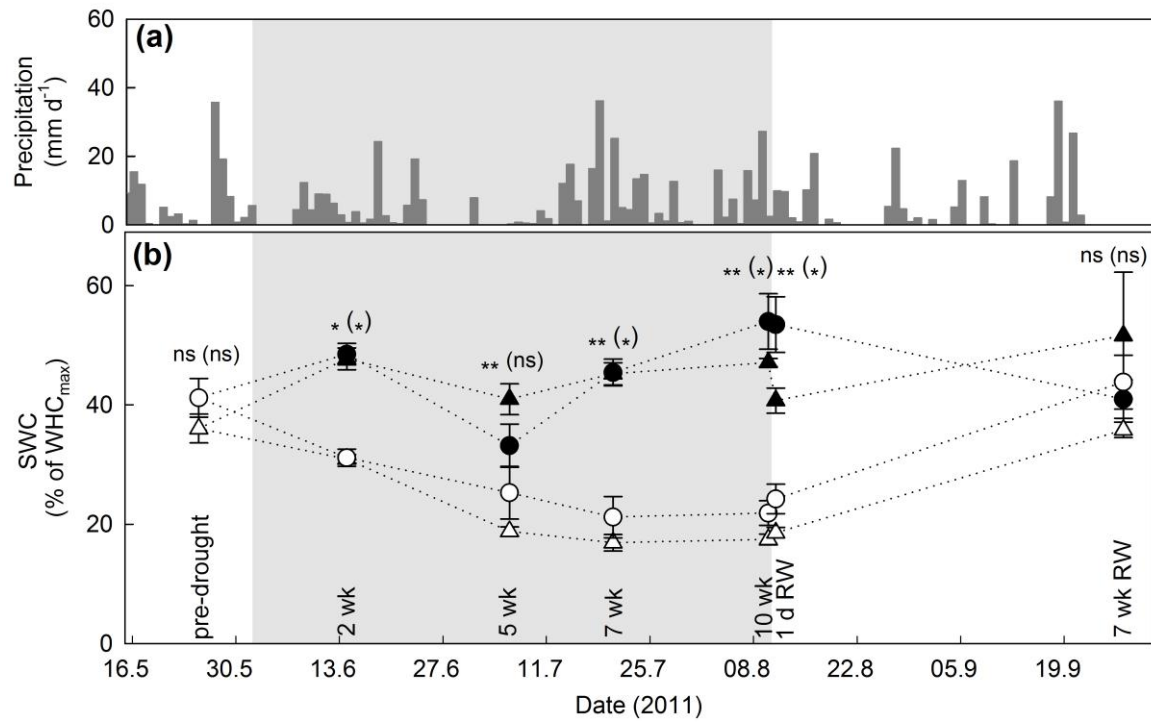 (a)
Precipitation
(mm d⁻¹)
60
40
20
0
(b)
SWC
(% of WHCmax)
60
40
20
0
ns (ns)
* (*)
** (ns)
** (*)
** (*) ** (*)
ns (ns)
pre-drought
2 wk
5 wk
7 wk
10 wk
1 d RW
7 wk RW
16.5 30.5 13.6 27.6 11.7 25.7 08.8 22.8 05.9 19.9
Date (2011)